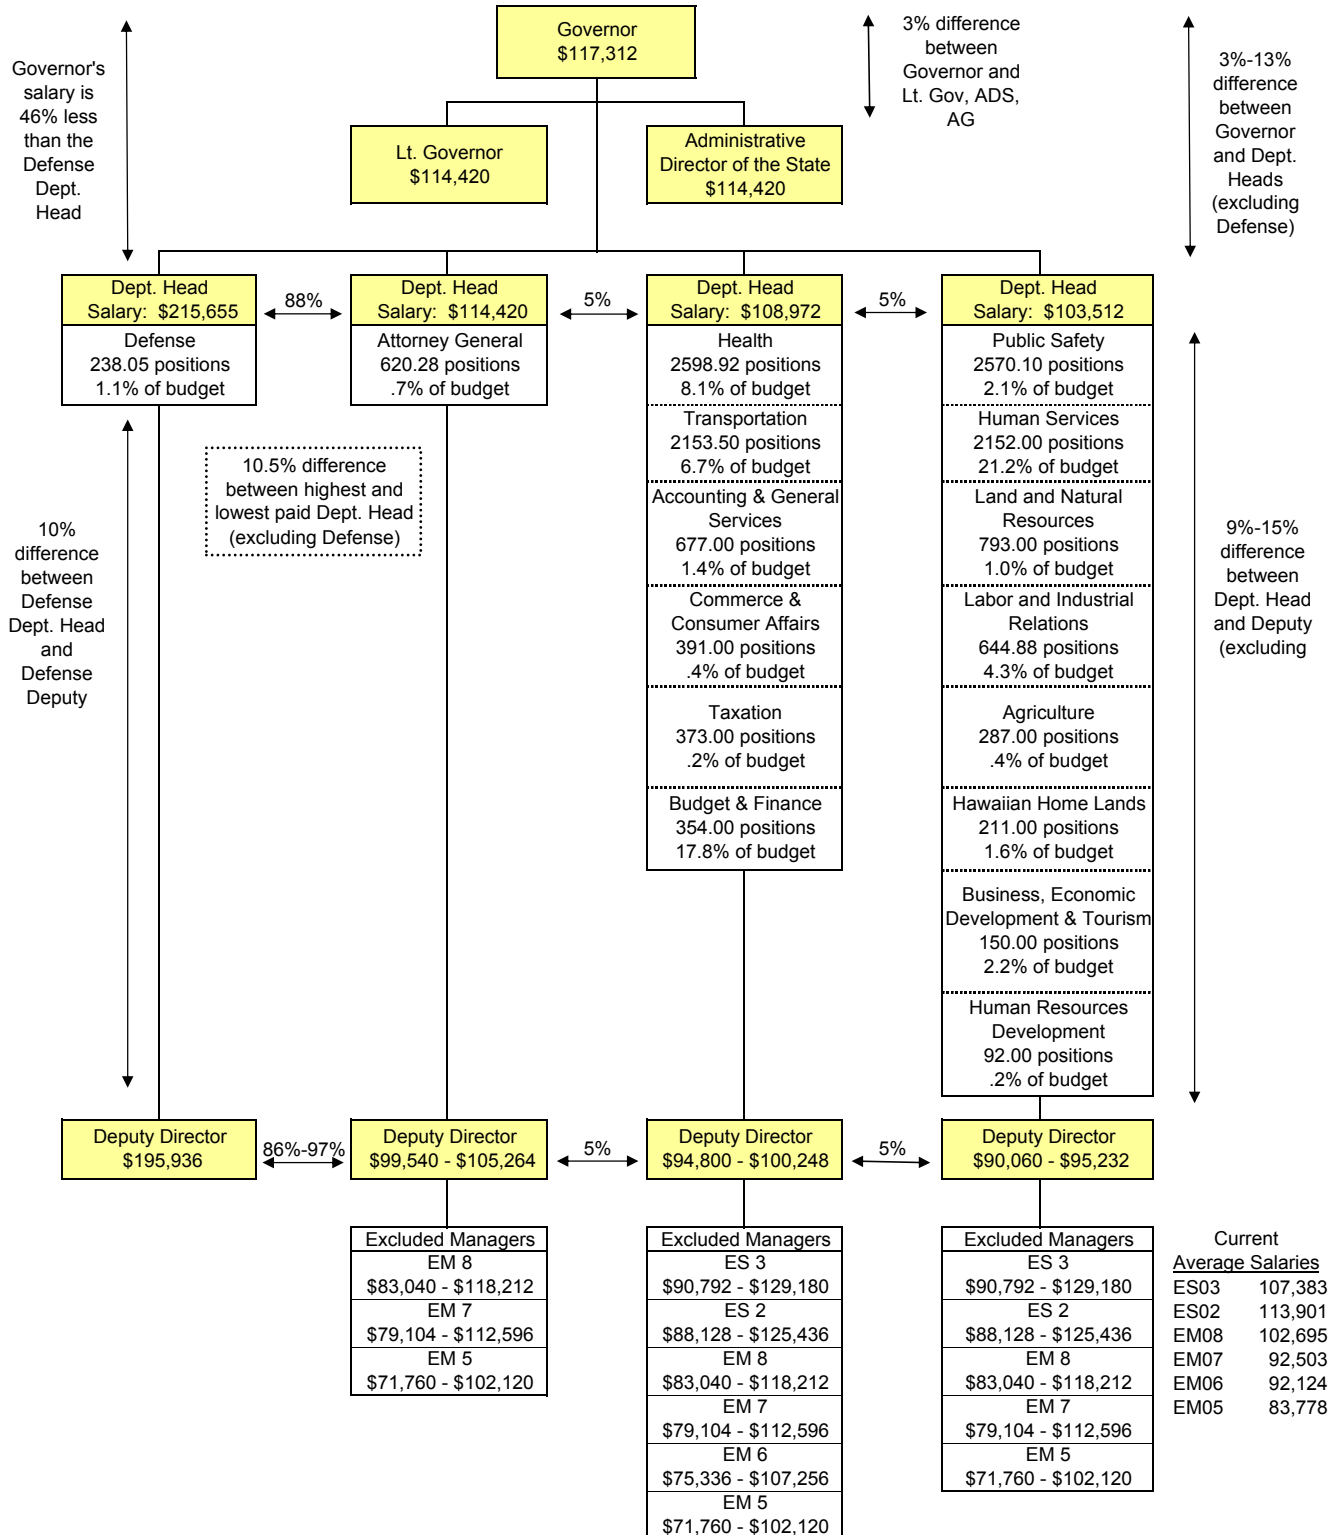 Governor
$117,312
Governor's
salary is
46% less
than the
Defense
Dept.
Head
3% difference
between
Governor and
Lt. Gov, ADS,
AG
3%-13%
difference
between
Governor
and Dept.
Heads
(excluding
Defense)
Lt. Governor
$114,420
Administrative
Director of the State
$114,420
Dept. Head
Salary:  $215,655
88%
Dept. Head
Salary:  $114,420
5%
Dept. Head
Salary:  $108,972
5%
Dept. Head
Salary:  $103,512
Defense
238.05 positions
1.1% of budget
Attorney General
620.28 positions
.7% of budget
Health
2598.92 positions
8.1% of budget
Transportation
2153.50 positions
6.7% of budget
Accounting & General
Services
677.00 positions
1.4% of budget
Commerce &
Consumer Affairs
391.00 positions
.4% of budget
Taxation
373.00 positions
.2% of budget
Budget & Finance
354.00 positions
17.8% of budget
Public Safety
2570.10 positions
2.1% of budget
Human Services
2152.00 positions
21.2% of budget
Land and Natural
Resources
793.00 positions
1.0% of budget
Labor and Industrial
Relations
644.88 positions
4.3% of budget
Agriculture
287.00 positions
.4% of budget
Hawaiian Home Lands
211.00 positions
1.6% of budget
Business, Economic
Development & Tourism
150.00 positions
2.2% of budget
Human Resources
Development
92.00 positions
.2% of budget
10.5% difference
between highest and
lowest paid Dept. Head
(excluding Defense)
10%
difference
between
Defense
Dept. Head
and
Defense
Deputy
9%-15%
difference
between
Dept. Head
and Deputy
(excluding
Deputy Director
$195,936
86%-97%
Deputy Director
$99,540 - $105,264
5%
Deputy Director
$94,800 - $100,248
5%
Deputy Director
$90,060 - $95,232
Excluded Managers
EM 8
$83,040 - $118,212
EM 7
$79,104 - $112,596
EM 5
$71,760 - $102,120
Excluded Managers
ES 3
$90,792 - $129,180
ES 2
$88,128 - $125,436
EM 8
$83,040 - $118,212
EM 7
$79,104 - $112,596
EM 6
$75,336 - $107,256
EM 5
$71,760 - $102,120
Excluded Managers
ES 3
$90,792 - $129,180
ES 2
$88,128 - $125,436
EM 8
$83,040 - $118,212
EM 7
$79,104 - $112,596
EM 5
$71,760 - $102,120
Current
Average Salaries
ES03 107,383
ES02 113,901
EM08 102,695
EM07 92,503
EM06 92,124
EM05 83,778